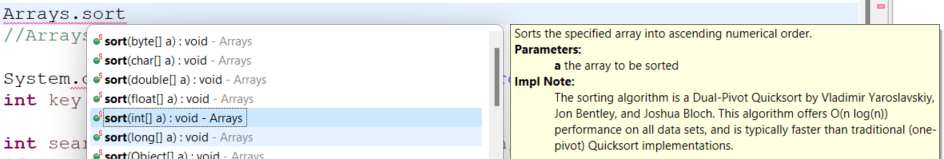 Arrays.sort
//Arrays
System.
int key
int sear
sort(byte[] a) : void - Arrays
sort(char[] a) : void - Arrays
sort(double[] a) : void - Arrays
sort(float[] a) : void - Arrays
sort(int[] a) : void - Arrays
sort(long[] a) : void - Arrays
sort(Object[] a) : void - Arrays
Sorts the specified array into ascending numerical order.
Parameters:
a the array to be sorted
Impl Note:
The sorting algorithm is a Dual-Pivot Quicksort by Vladimir Yaroslavskiy,
Jon Bentley, and Joshua Bloch. This algorithm offers O(n log(n))
performance on all data sets, and is typically faster than traditional (one-
pivot) Quicksort implementations.